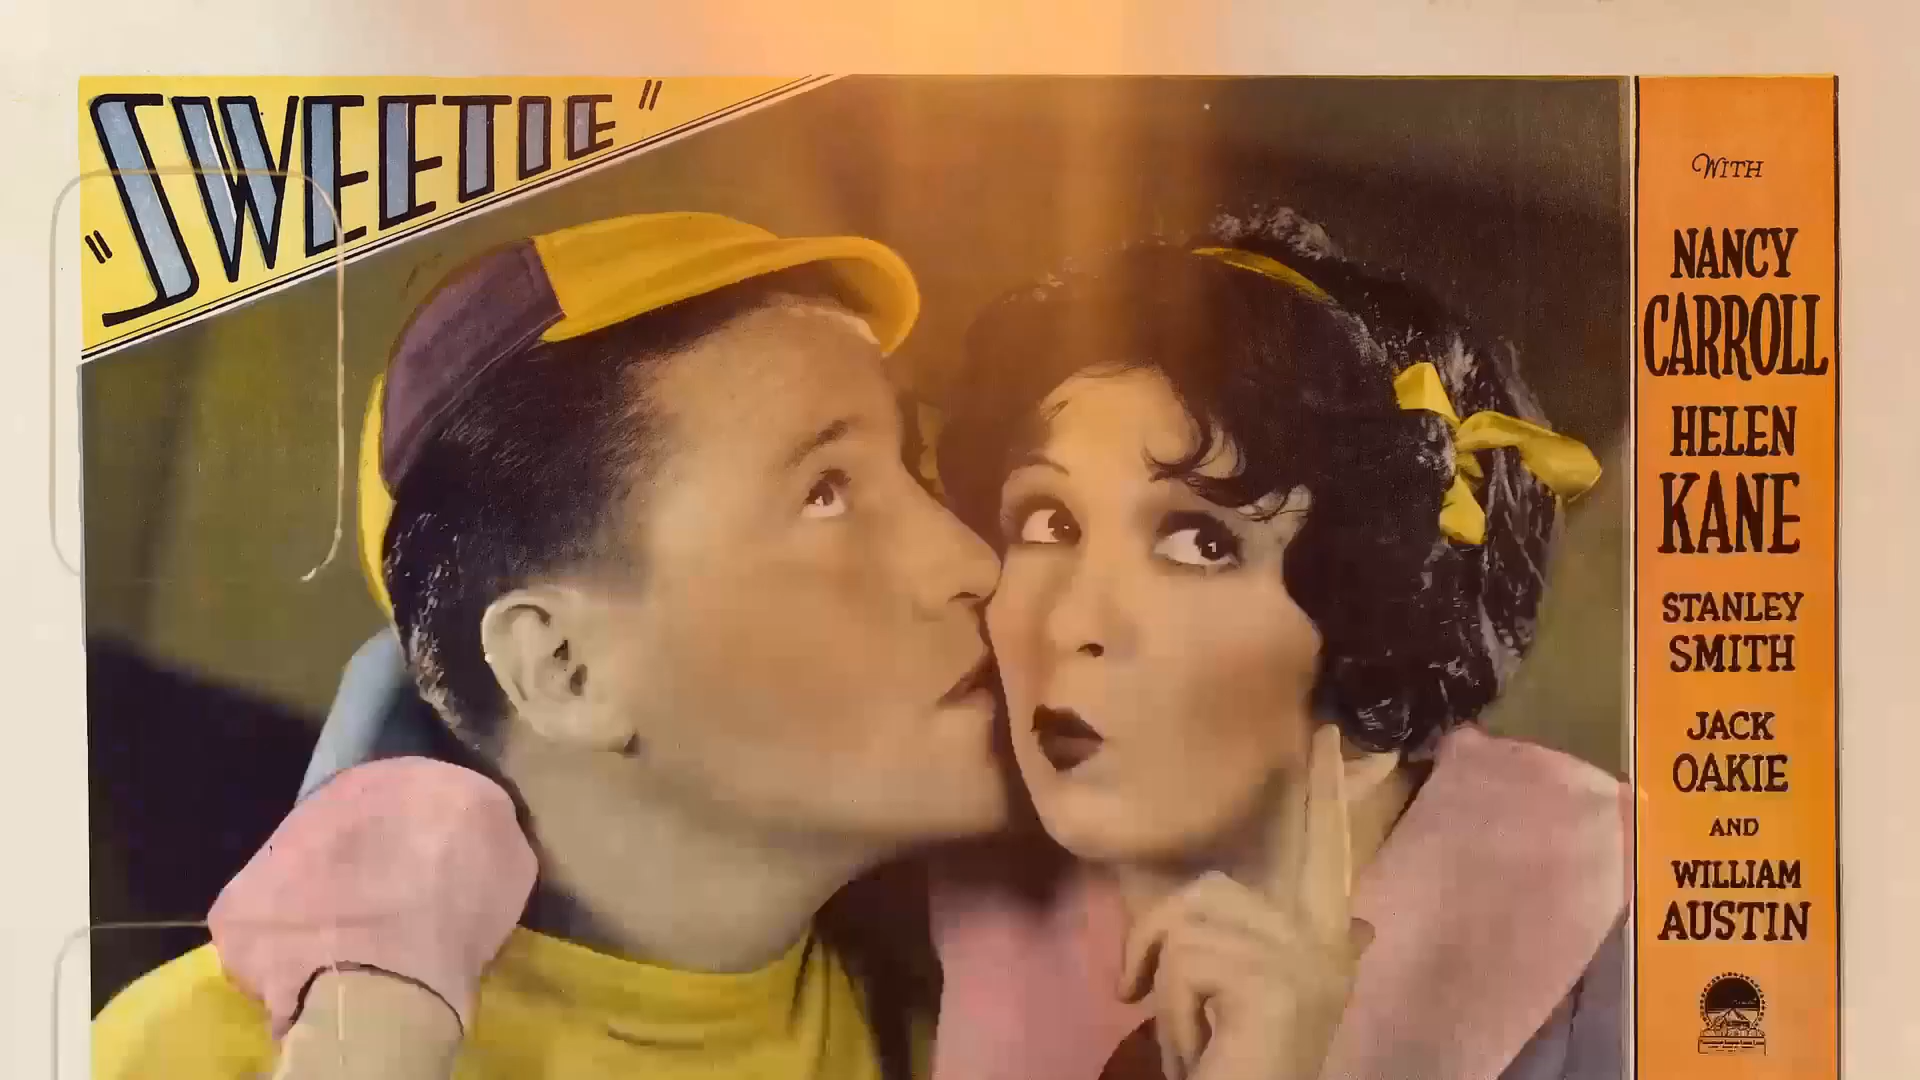 "SWEETIE"
WITH
NANCY
CARROLL
HELEN
KANE
STANLEY
SMITH
JACK
OAKIE
AND
WILLIAM
AUSTIN